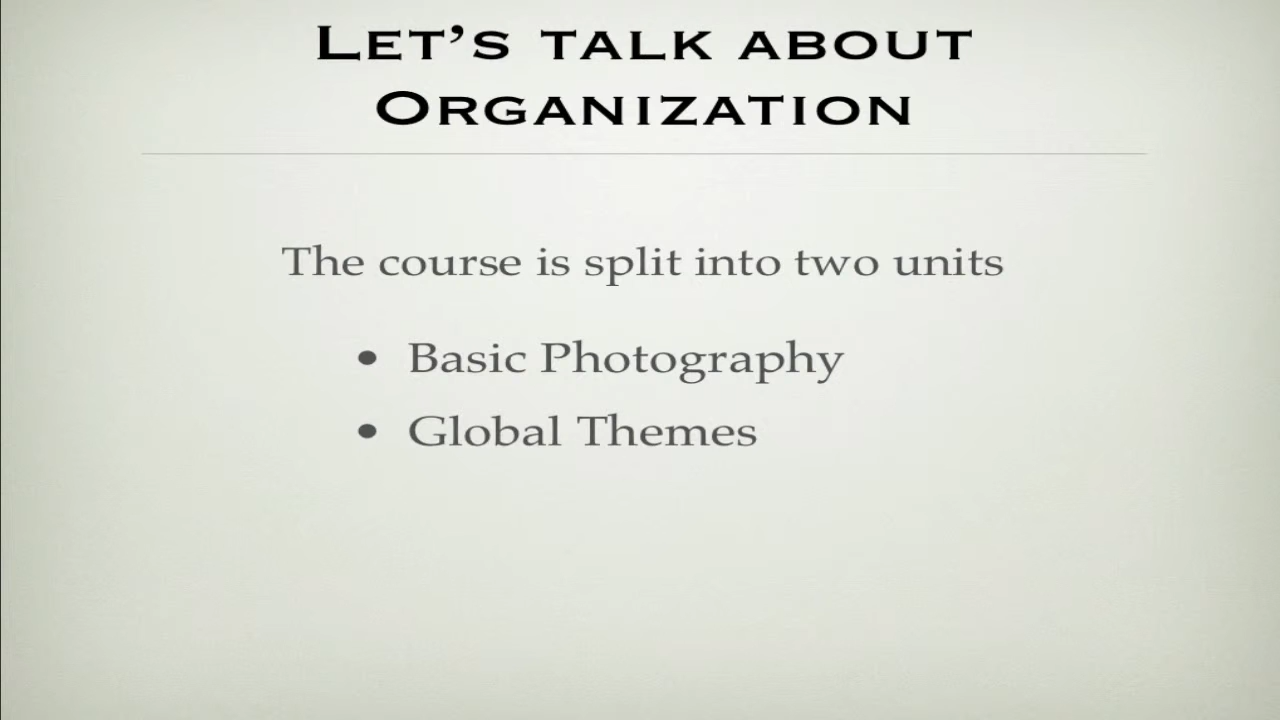 Let's talk about
Organization
The course is split into two units
• Basic Photography
• Global Themes